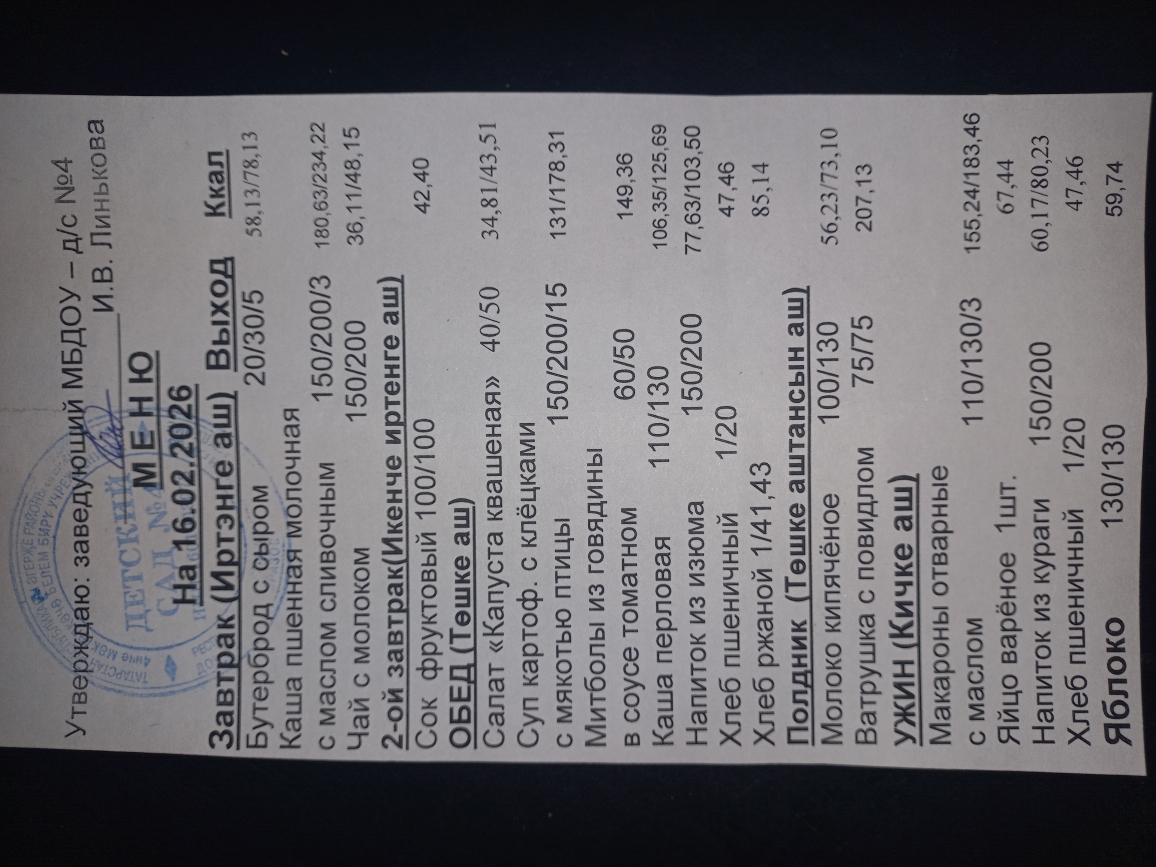 Утверждаю: заведующий МБДОУ – д/с №4
И.В. Линькова
М Е Н Ю
На 16.02.2026
ДЕТСКИЙ
САД № 4
Завтрак (Иртэнге аш) Выход Ккал
Бутерброд с сыром 20/30/5 58,13/78,13
Каша пшенная молочная
с маслом сливочным 150/200/3 180,63/234,22
Чай с молоком 150/200 36,11/48,15
2-ой завтрак(Икенче иртенге аш)
Сок фруктовый 100/100 42,40
ОБЕД (Төшке аш)
Салат «Капуста квашеная» 40/50 34,81/43,51
Суп картоф. с клёцками
с мякотью птицы 150/200/15 131/178,31
Митболы из говядины
в соусе томатном 60/50 149,36
Каша перловая 110/130 106,35/125,69
Напиток из изюма 150/200 77,63/103,50
Хлеб пшеничный 1/20 47,46
Хлеб ржаной 1/41,43 85,14
Полдник (Төшке аштансын аш)
Молоко кипячёное 100/130 56,23/73,10
Ватрушка с повидлом 75/75 207,13
УЖИН (Кичке аш)
Макароны отварные
с маслом 110/130/3 155,24/183,46
Яйцо варёное 1шт. 67,44
Напиток из кураги 150/200 60,17/80,23
Хлеб пшеничный 1/20 47,46
Яблоко 130/130 59,74